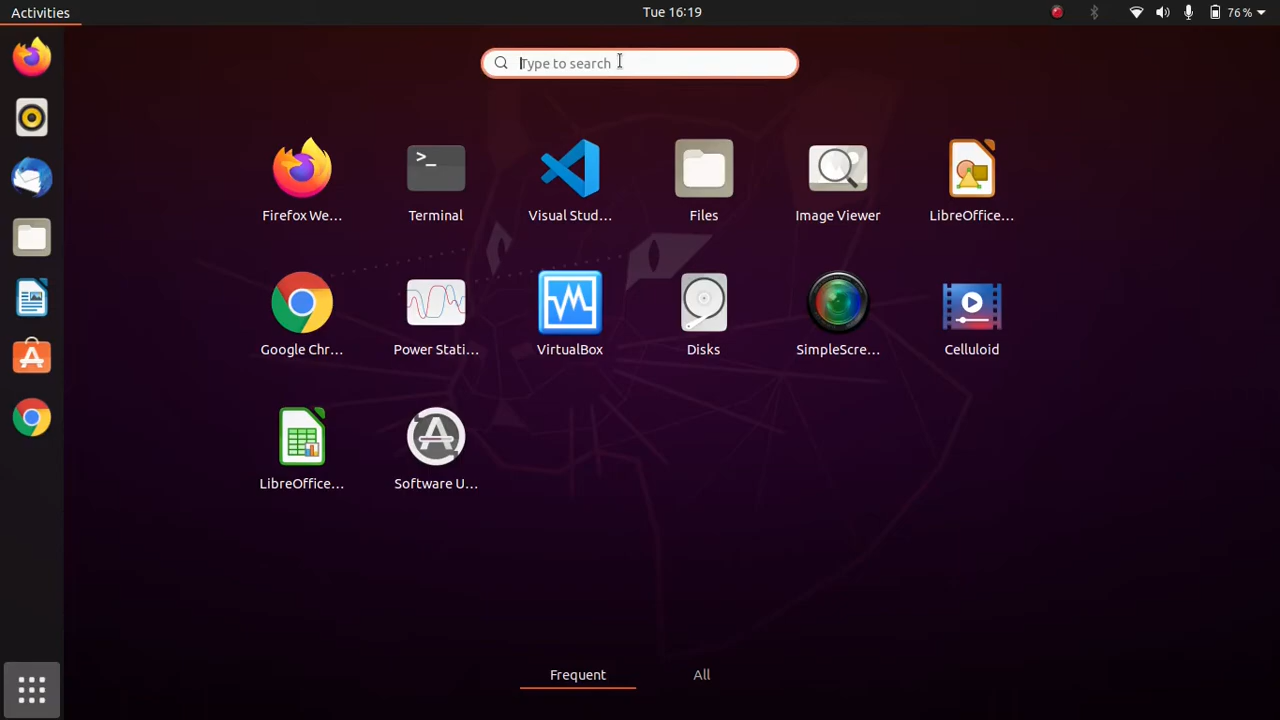 Activities
Tue 16:19
76 %
Type to search
Firefox We...
Terminal
Visual Stud...
Files
Image Viewer
LibreOffice...
Google Chr...
Power Stati...
VirtualBox
Disks
SimpleScre...
Celluloid
LibreOffice...
Software U...
Frequent
All